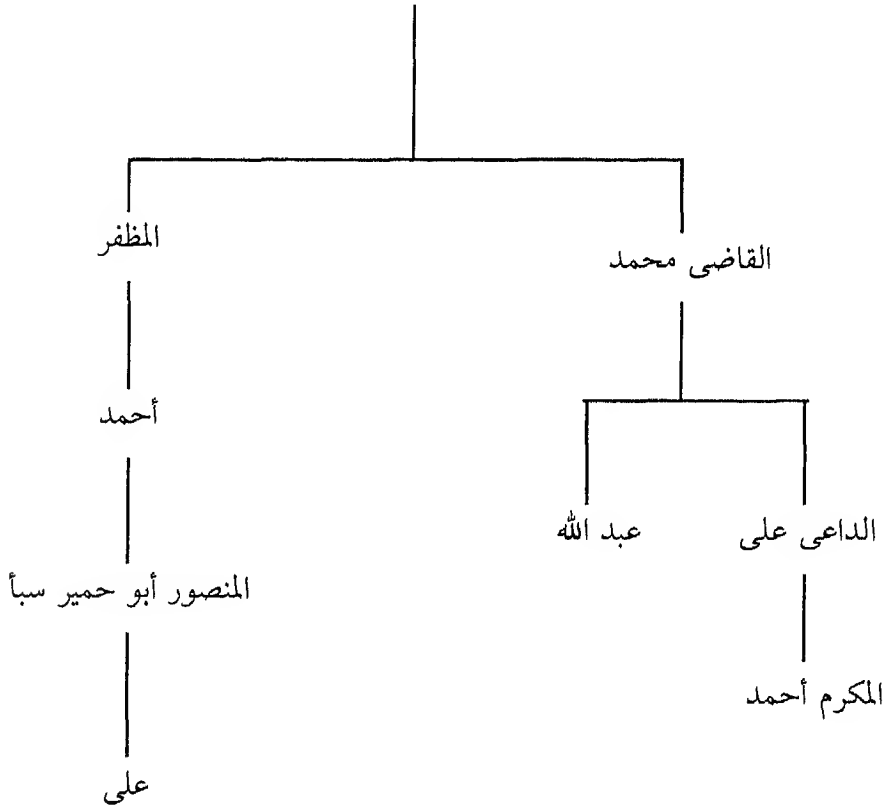 المظفر
القاضى محمد
أحمد
الداعى على
عبد الله
المنصور أبو حمير سبأ
المكرم أحمد
على